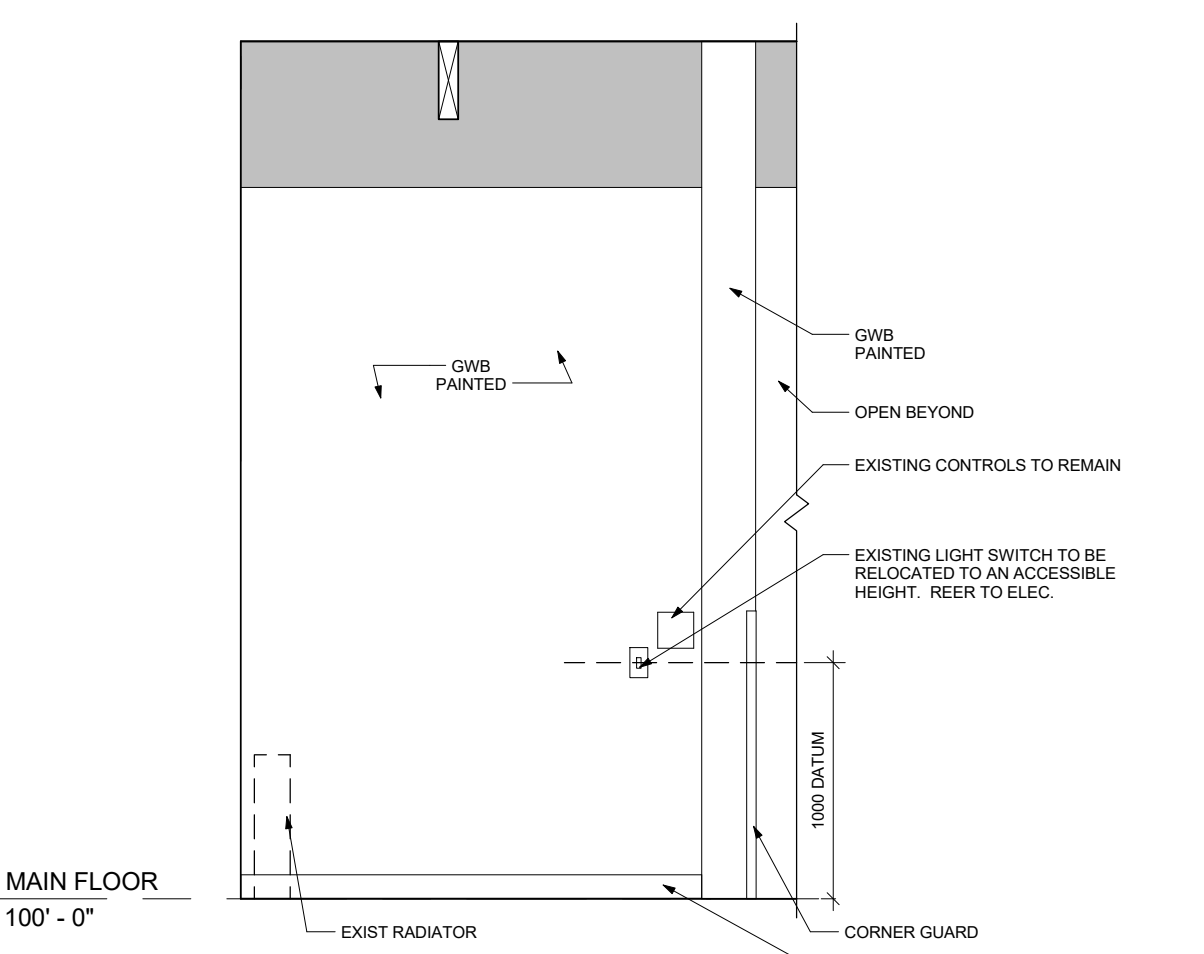 GWB
PAINTED
GWB
PAINTED
OPEN BEYOND
EXISTING CONTROLS TO REMAIN
EXISTING LIGHT SWITCH TO BE
RELOCATED TO AN ACCESSIBLE
HEIGHT. REER TO ELEC.
1000 DATUM
MAIN FLOOR
100' - 0"
EXIST RADIATOR
CORNER GUARD